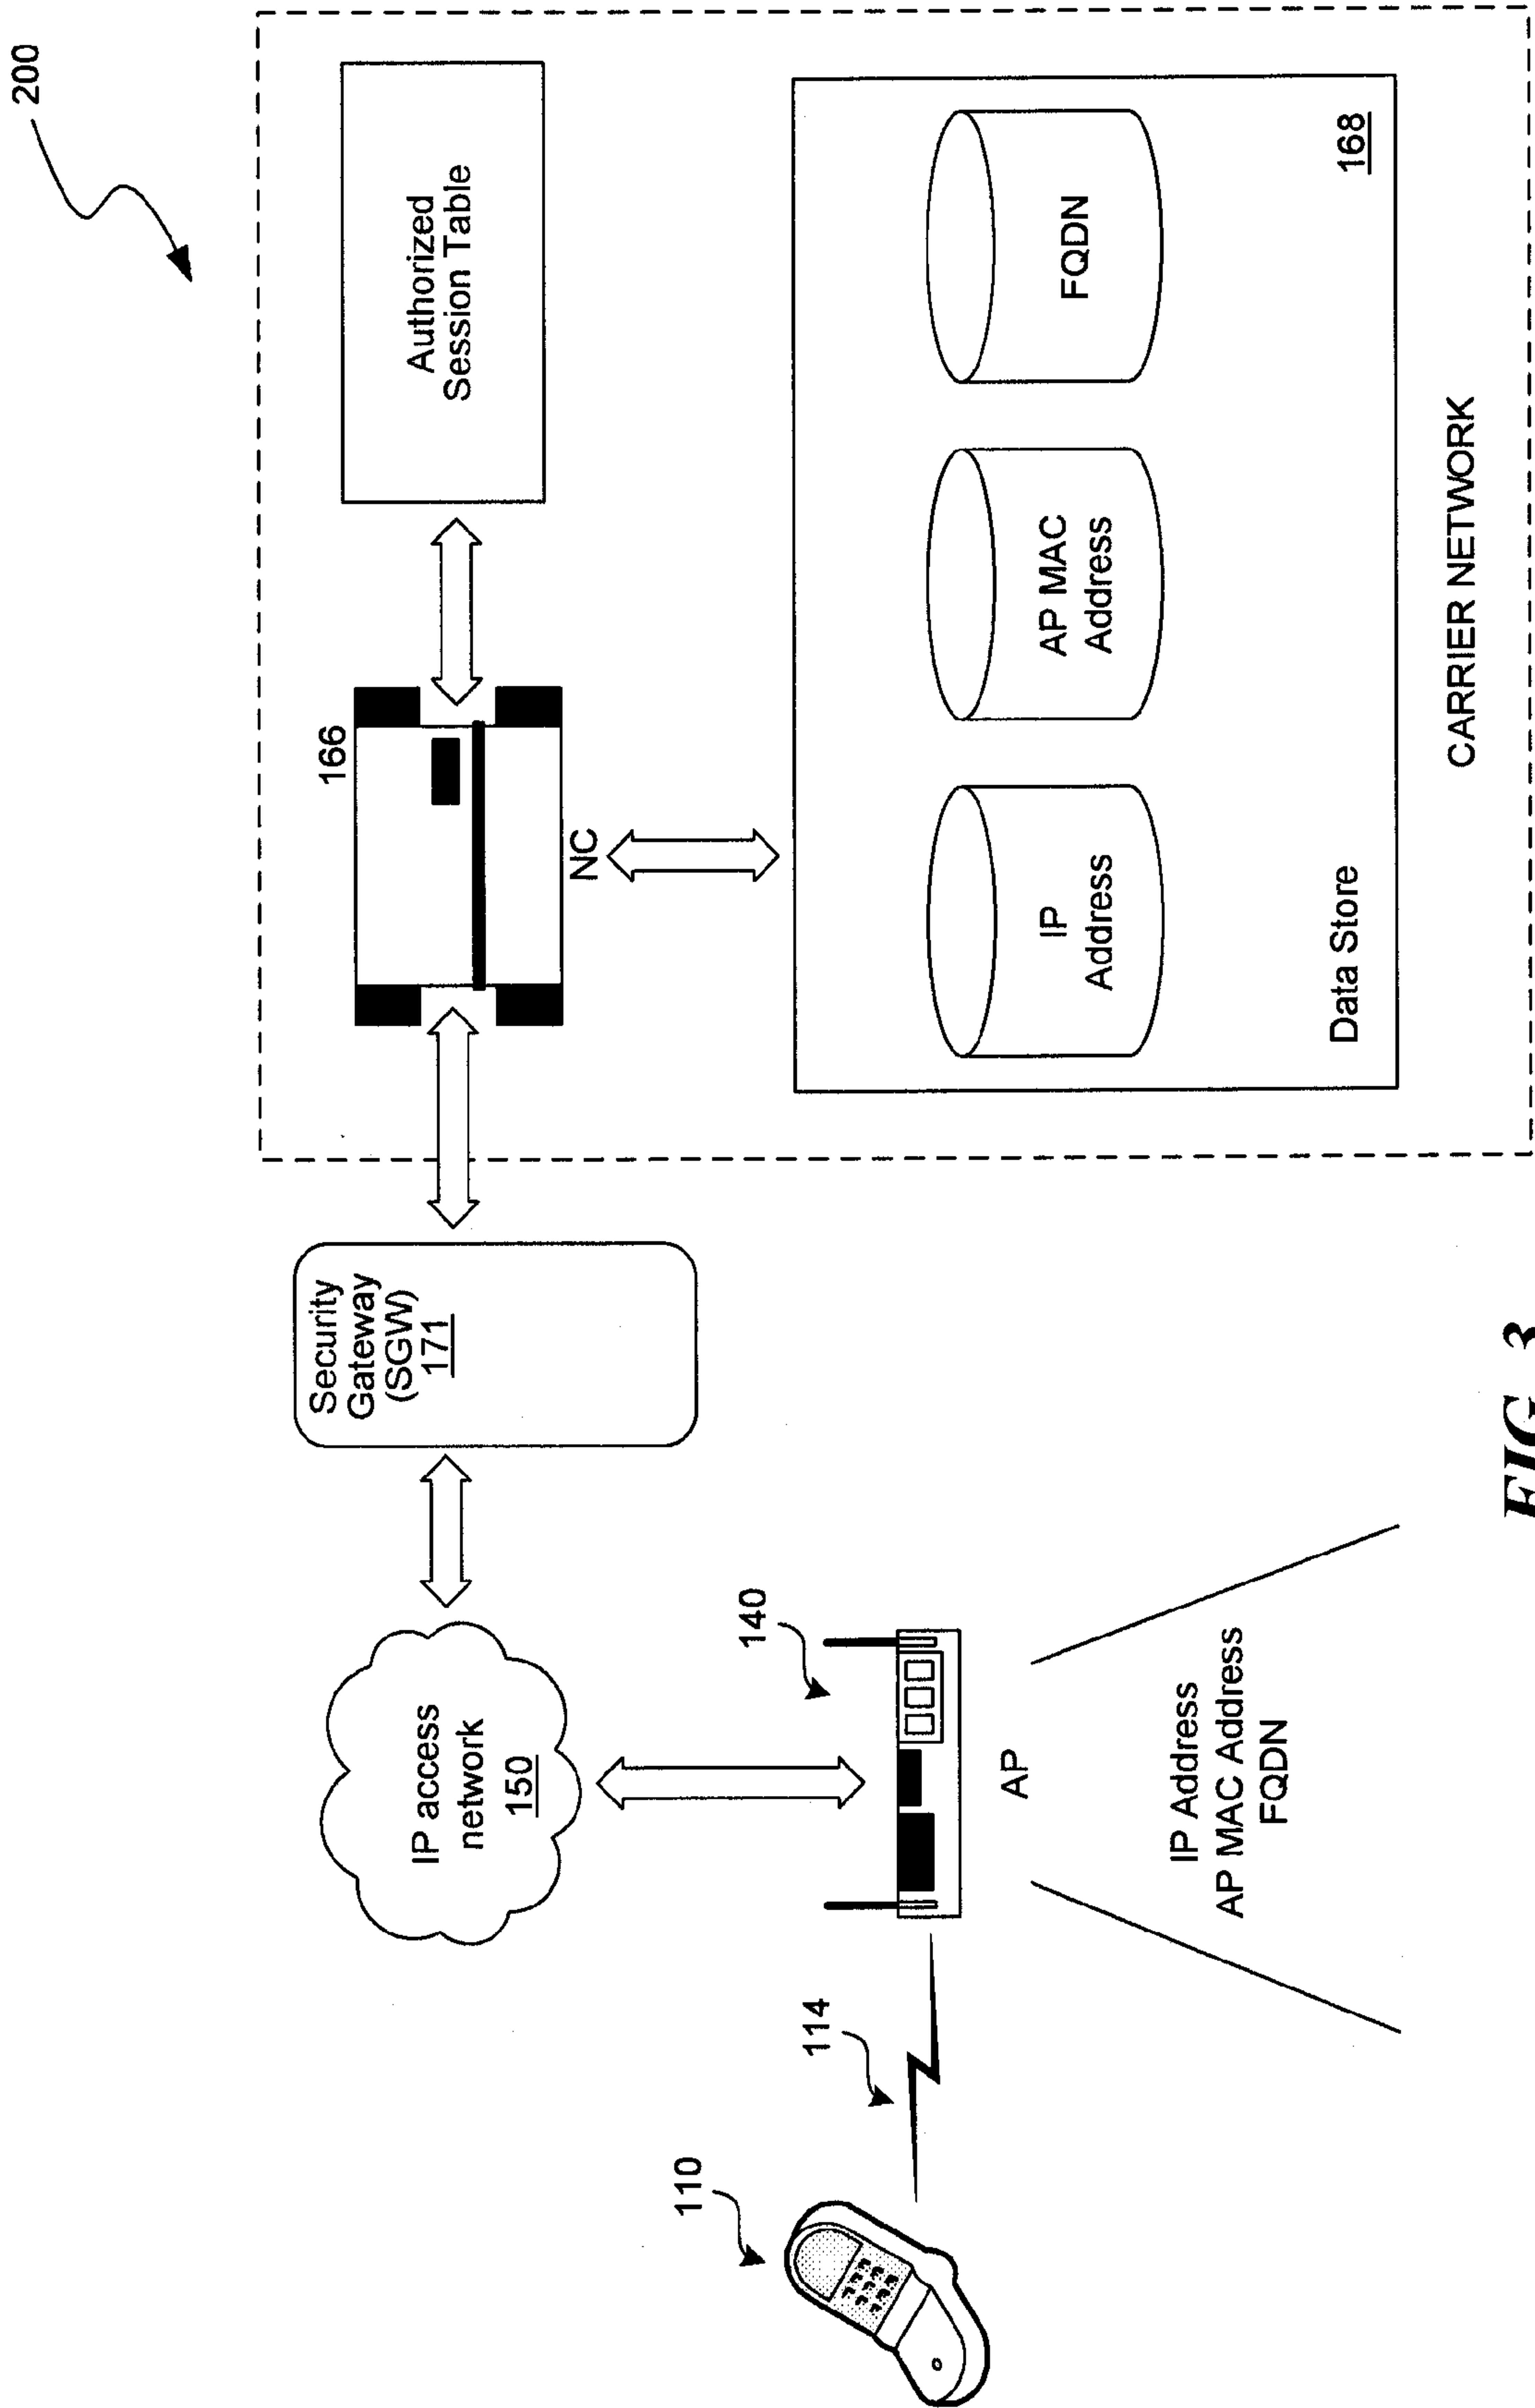 200
Authorized
Session Table
166
NC
IP
Address
AP MAC
Address
FQDN
Data Store
168
CARRIER NETWORK
Security
Gateway
(SGW)
171
IP access
network
150
140
AP
IP Address
AP MAC Address
FQDN
114
110
FIG. 3